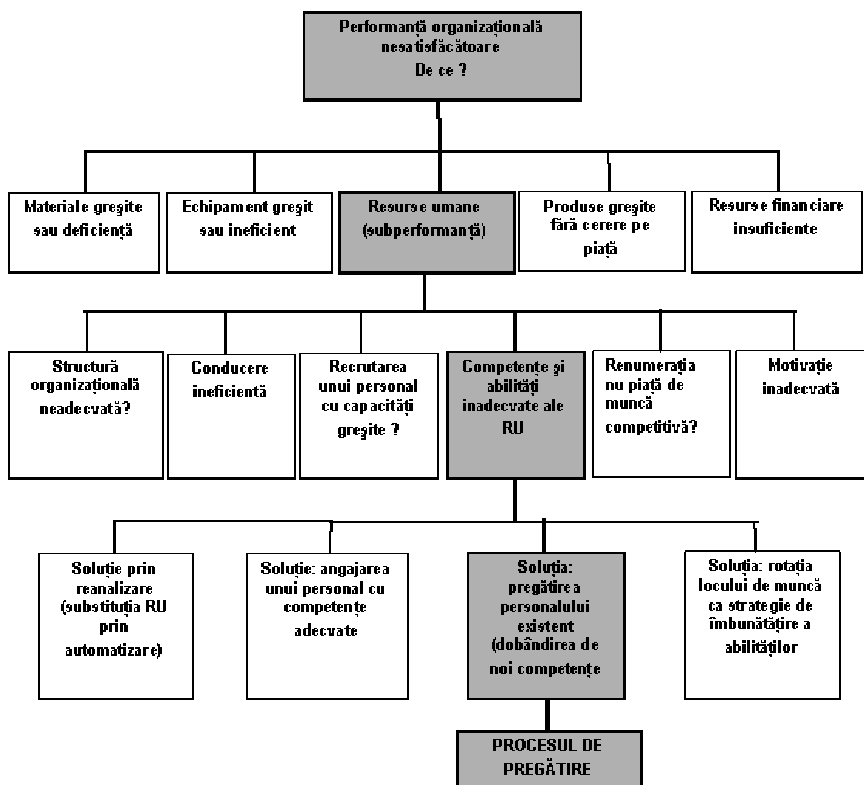 Performanță organizațională
nesatisfăcătoare
De ce ?
Materiale greșite
sau deficiență
Echipament greșit
sau ineficient
Resurse umane
(subperformanță)
Produse greșite
fără cerere pe
piață
Resurse financiare
insuficiente
Structură
organizațională
neadecvată?
Conducere
ineficientă
Recrutarea
unui personal
cu capacități
greșite ?
Competențe și
abilități
inadecvate ale
RU
Renumerația
nu piață de
muncă
competitivă?
Motivație
inadecvată
Soluție prin
reanalizare
(substituția RU
prin
automatizare)
Soluție: angajarea
unui personal cu
competențe
adecvate
Soluția:
pregătirea
personalului
existent
(dobândirea de
noi competențe
Soluția: rotația
locului de muncă
ca strategie de
îmbunătățire a
abilităților
PROCESUL DE
PREGĂTIRE